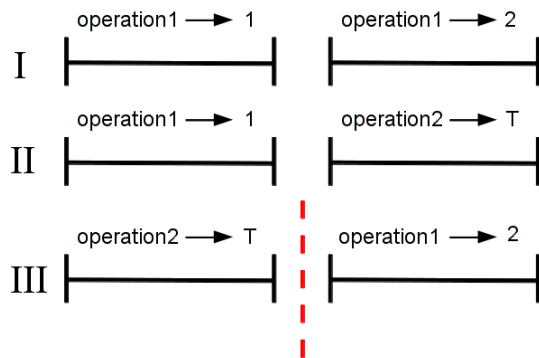 operation1 → 1 operation1 → 2
I
operation1 → 1 operation2 → T
II
operation2 → T operation1 → 2
III